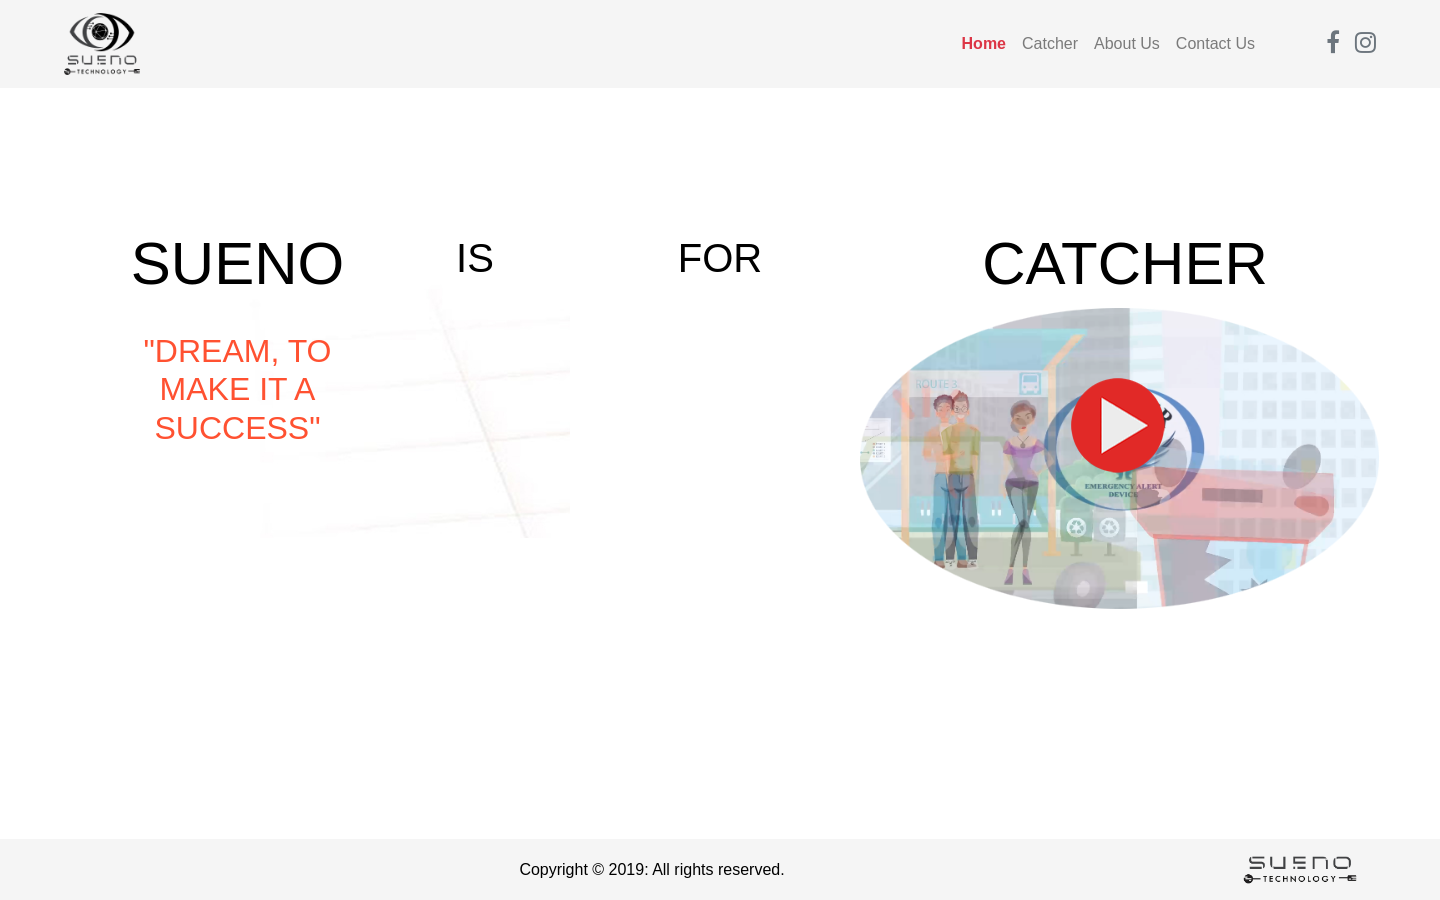 SUENO
TECHNOLOGY
Home Catcher About Us Contact Us
SUENO IS FOR CATCHER
"DREAM, TO
MAKE IT A
SUCCESS"
ROUTE 3
EMERGENCY ALERT
DEVICE
Copyright © 2019: All rights reserved.
SUENO
TECHNOLOGY